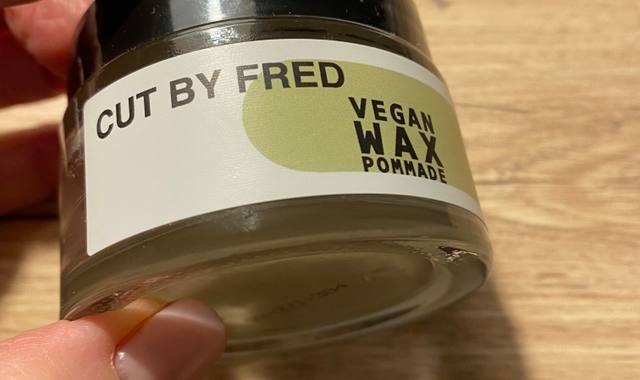 CUT BY FRED
VEGAN
WAX
POMMADE